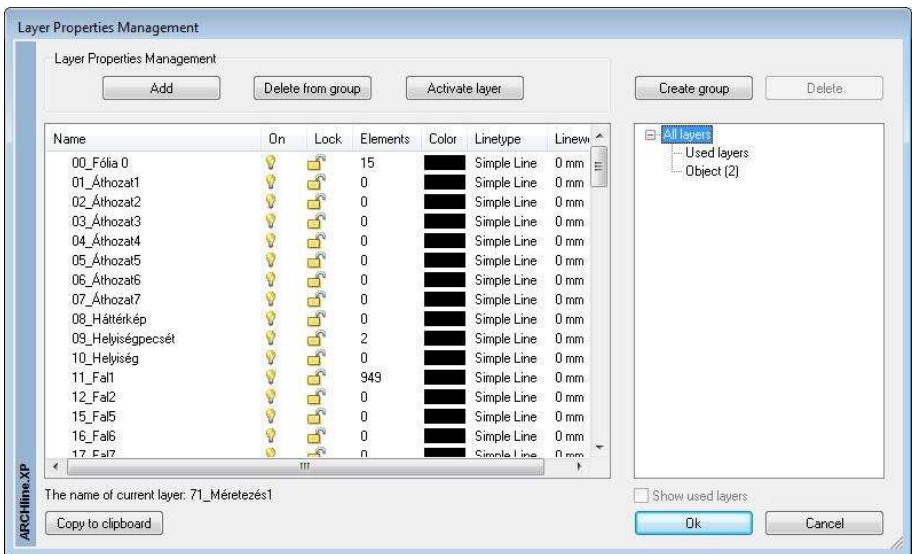 Layer Properties Management
Layer Properties Management
Add Delete from group Activate layer Create group Delete
Name On Lock Elements Color Linetype Linew
00_Fólia 0 15 Simple Line 0 mm
01_Áthozat1 0 Simple Line 0 mm
02_Áthozat2 0 Simple Line 0 mm
03_Áthozat3 0 Simple Line 0 mm
04_Áthozat4 0 Simple Line 0 mm
05_Áthozat5 0 Simple Line 0 mm
06_Áthozat6 0 Simple Line 0 mm
07_Áthozat7 0 Simple Line 0 mm
08_Háttérkép 0 Simple Line 0 mm
09_Helyiségpecsét 2 Simple Line 0 mm
10_Helyiség 0 Simple Line 0 mm
11_Fal1 949 Simple Line 0 mm
12_Fal2 0 Simple Line 0 mm
15_Fal5 0 Simple Line 0 mm
16_Fal6 0 Simple Line 0 mm
17_Fal7 0 Simple Line 0 mm
All layers
Used layers
Object (2)
The name of current layer: 71_Méretezés1
Show used layers
Copy to clipboard Ok Cancel
ARCHline.XP